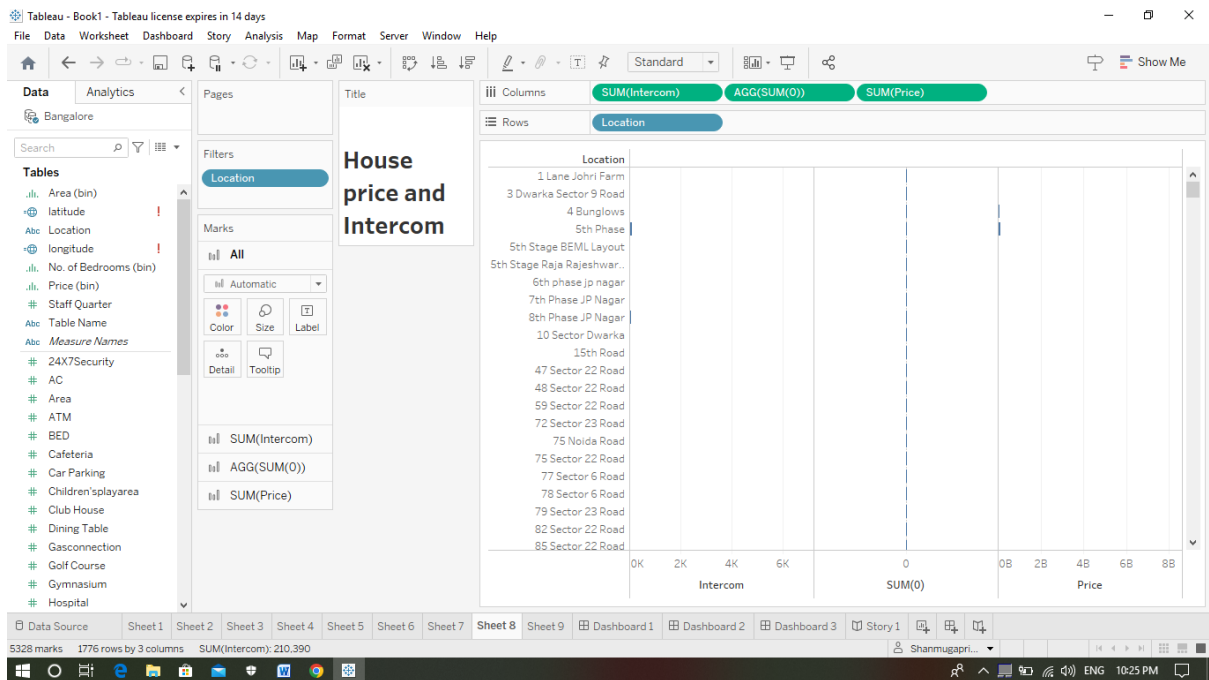 Tableau - Book1 - Tableau license expires in 14 days
File Data Worksheet Dashboard Story Analysis Map Format Server Window Help
Standard
Show Me
Data Analytics
Bangalore
Search
Tables
Area (bin)
latitude !
Abc Location
longitude !
No. of Bedrooms (bin)
Price (bin)
# Staff Quarter
Abc Table Name
Abc Measure Names
# 24X7Security
# AC
# Area
# ATM
# BED
# Cafeteria
# Car Parking
# Children'splayarea
# Club House
# Dining Table
# Gasconnection
# Golf Course
# Gymnasium
# Hospital
Pages
Filters
Location
Marks
All
Automatic
Color Size Label
Detail Tooltip
SUM(Intercom)
AGG(SUM(0))
SUM(Price)
Title
House
price and
Intercom
Columns SUM(Intercom) AGG(SUM(0)) SUM(Price)
Rows Location
Location
1 Lane Johri Farm
3 Dwarka Sector 9 Road
4 Bunglows
5th Phase
5th Stage BEML Layout
5th Stage Raja Rajeshwar..
6th phase jp nagar
7th Phase JP Nagar
8th Phase JP Nagar
10 Sector Dwarka
15th Road
47 Sector 22 Road
48 Sector 22 Road
59 Sector 22 Road
72 Sector 23 Road
75 Noida Road
75 Sector 22 Road
77 Sector 6 Road
78 Sector 6 Road
79 Sector 23 Road
82 Sector 22 Road
85 Sector 22 Road
0K 2K 4K 6K 0 0B 2B 4B 6B 8B
Intercom SUM(0) Price
Data Source Sheet 1 Sheet 2 Sheet 3 Sheet 4 Sheet 5 Sheet 6 Sheet 7 Sheet 8 Sheet 9 Dashboard 1 Dashboard 2 Dashboard 3 Story 1
5328 marks 1776 rows by 3 columns SUM(Intercom): 210,390 Shanmugapri...
ENG 10:25 PM